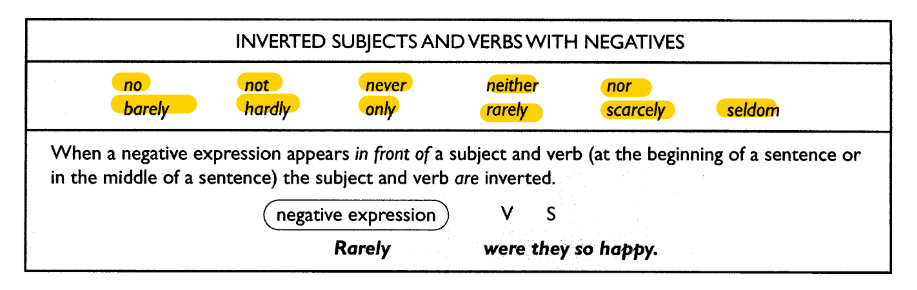 INVERTED SUBJECTS AND VERBS WITH NEGATIVES
no not never neither nor
barely hardly only rarely scarcely seldom
When a negative expression appears in front of a subject and verb (at the beginning of a sentence or
in the middle of a sentence) the subject and verb are inverted.
negative expression V S
Rarely were they so happy.